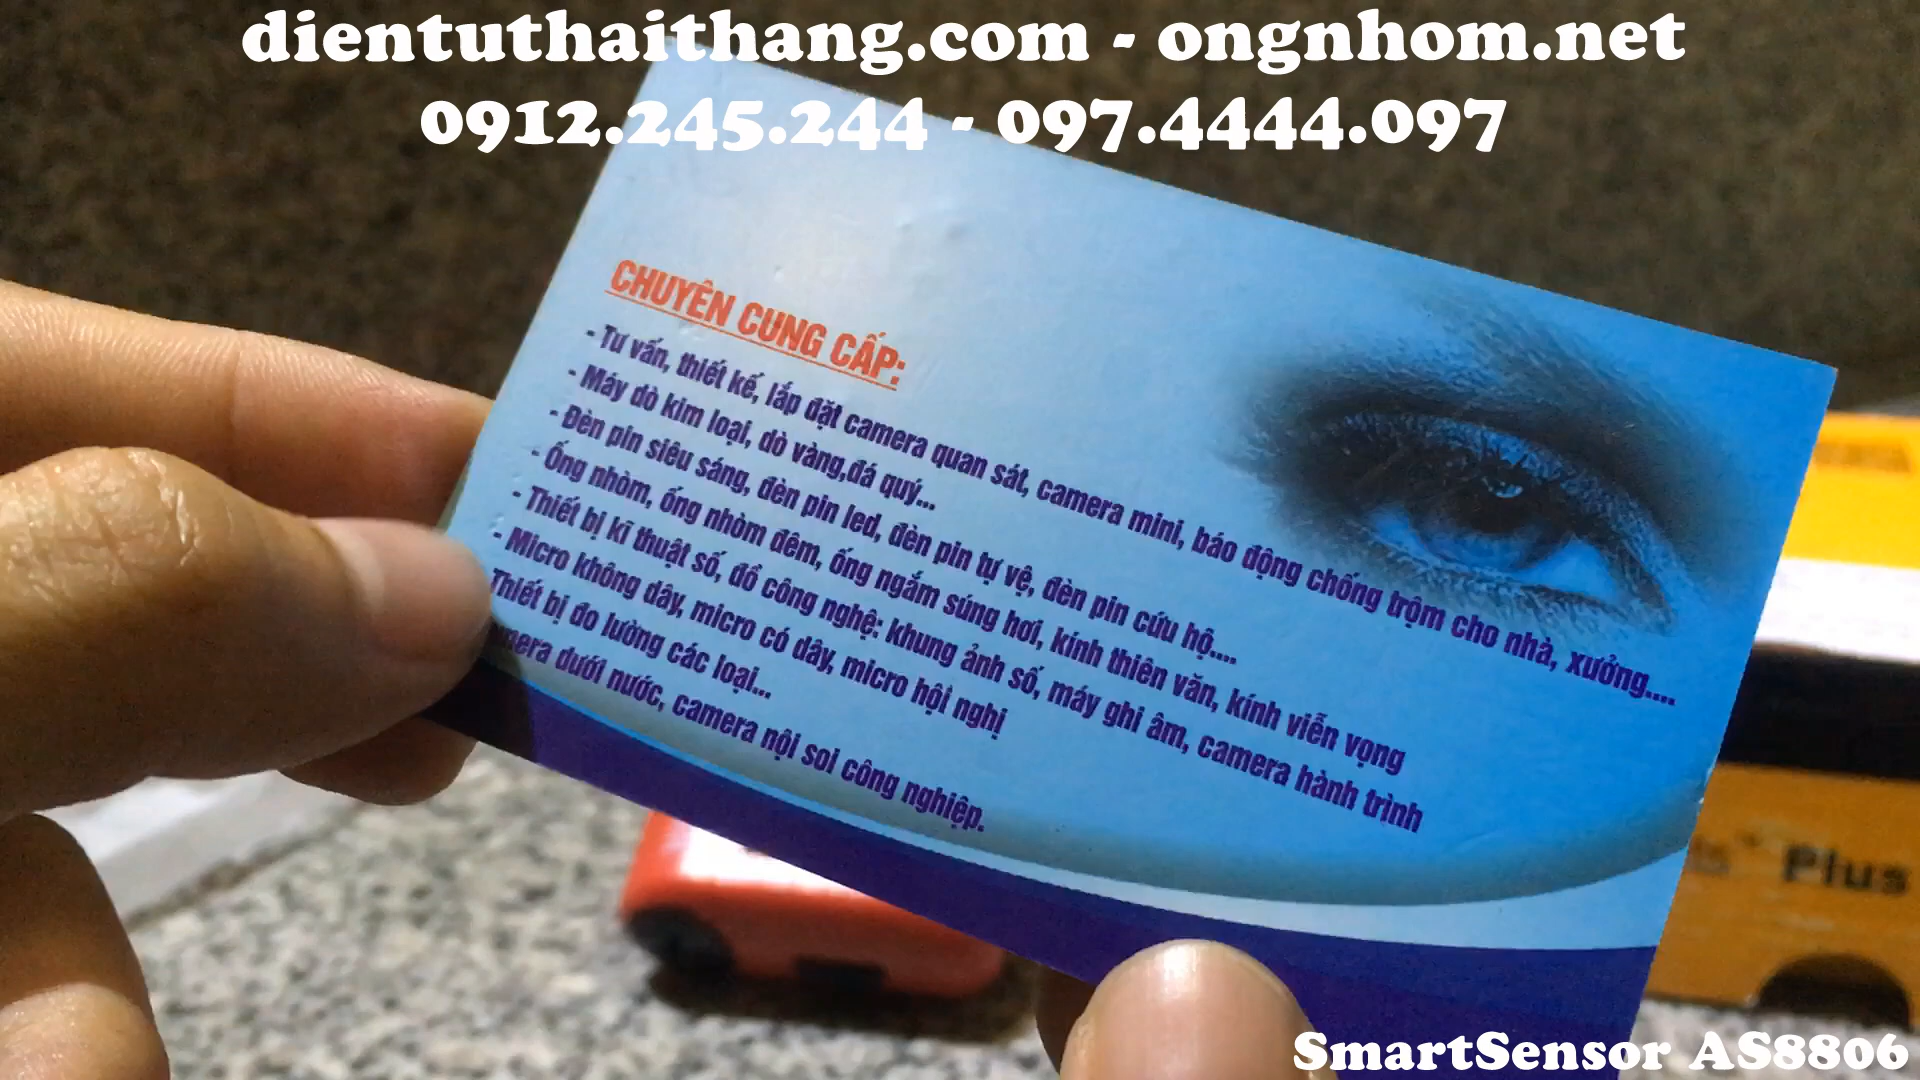 dientuthaithang.com - ongnhom.net
0912.245.244 - 097.4444.097
CHUYÊN CUNG CẤP:
- Tư vấn, thiết kế, lắp đặt camera quan sát, camera mini, báo động chống trộm cho nhà, xưởng....
- Máy dò kim loại, dò vàng,đá quý...
- Đèn pin siêu sáng, đèn pin led, đèn pin tự vệ, đèn pin cứu hộ....
- Ống nhòm, ống nhòm đêm, ống ngắm súng hơi, kính thiên văn, kính viễn vọng
- Thiết bị kĩ thuật số, đồ công nghệ: khung ảnh số, máy ghi âm, camera hành trình
- Micro không dây, micro có dây, micro hội nghị
Thiết bị đo lường các loại...
dưới nước, camera nội soi công nghiệp.
Plus
SmartSensor AS8806